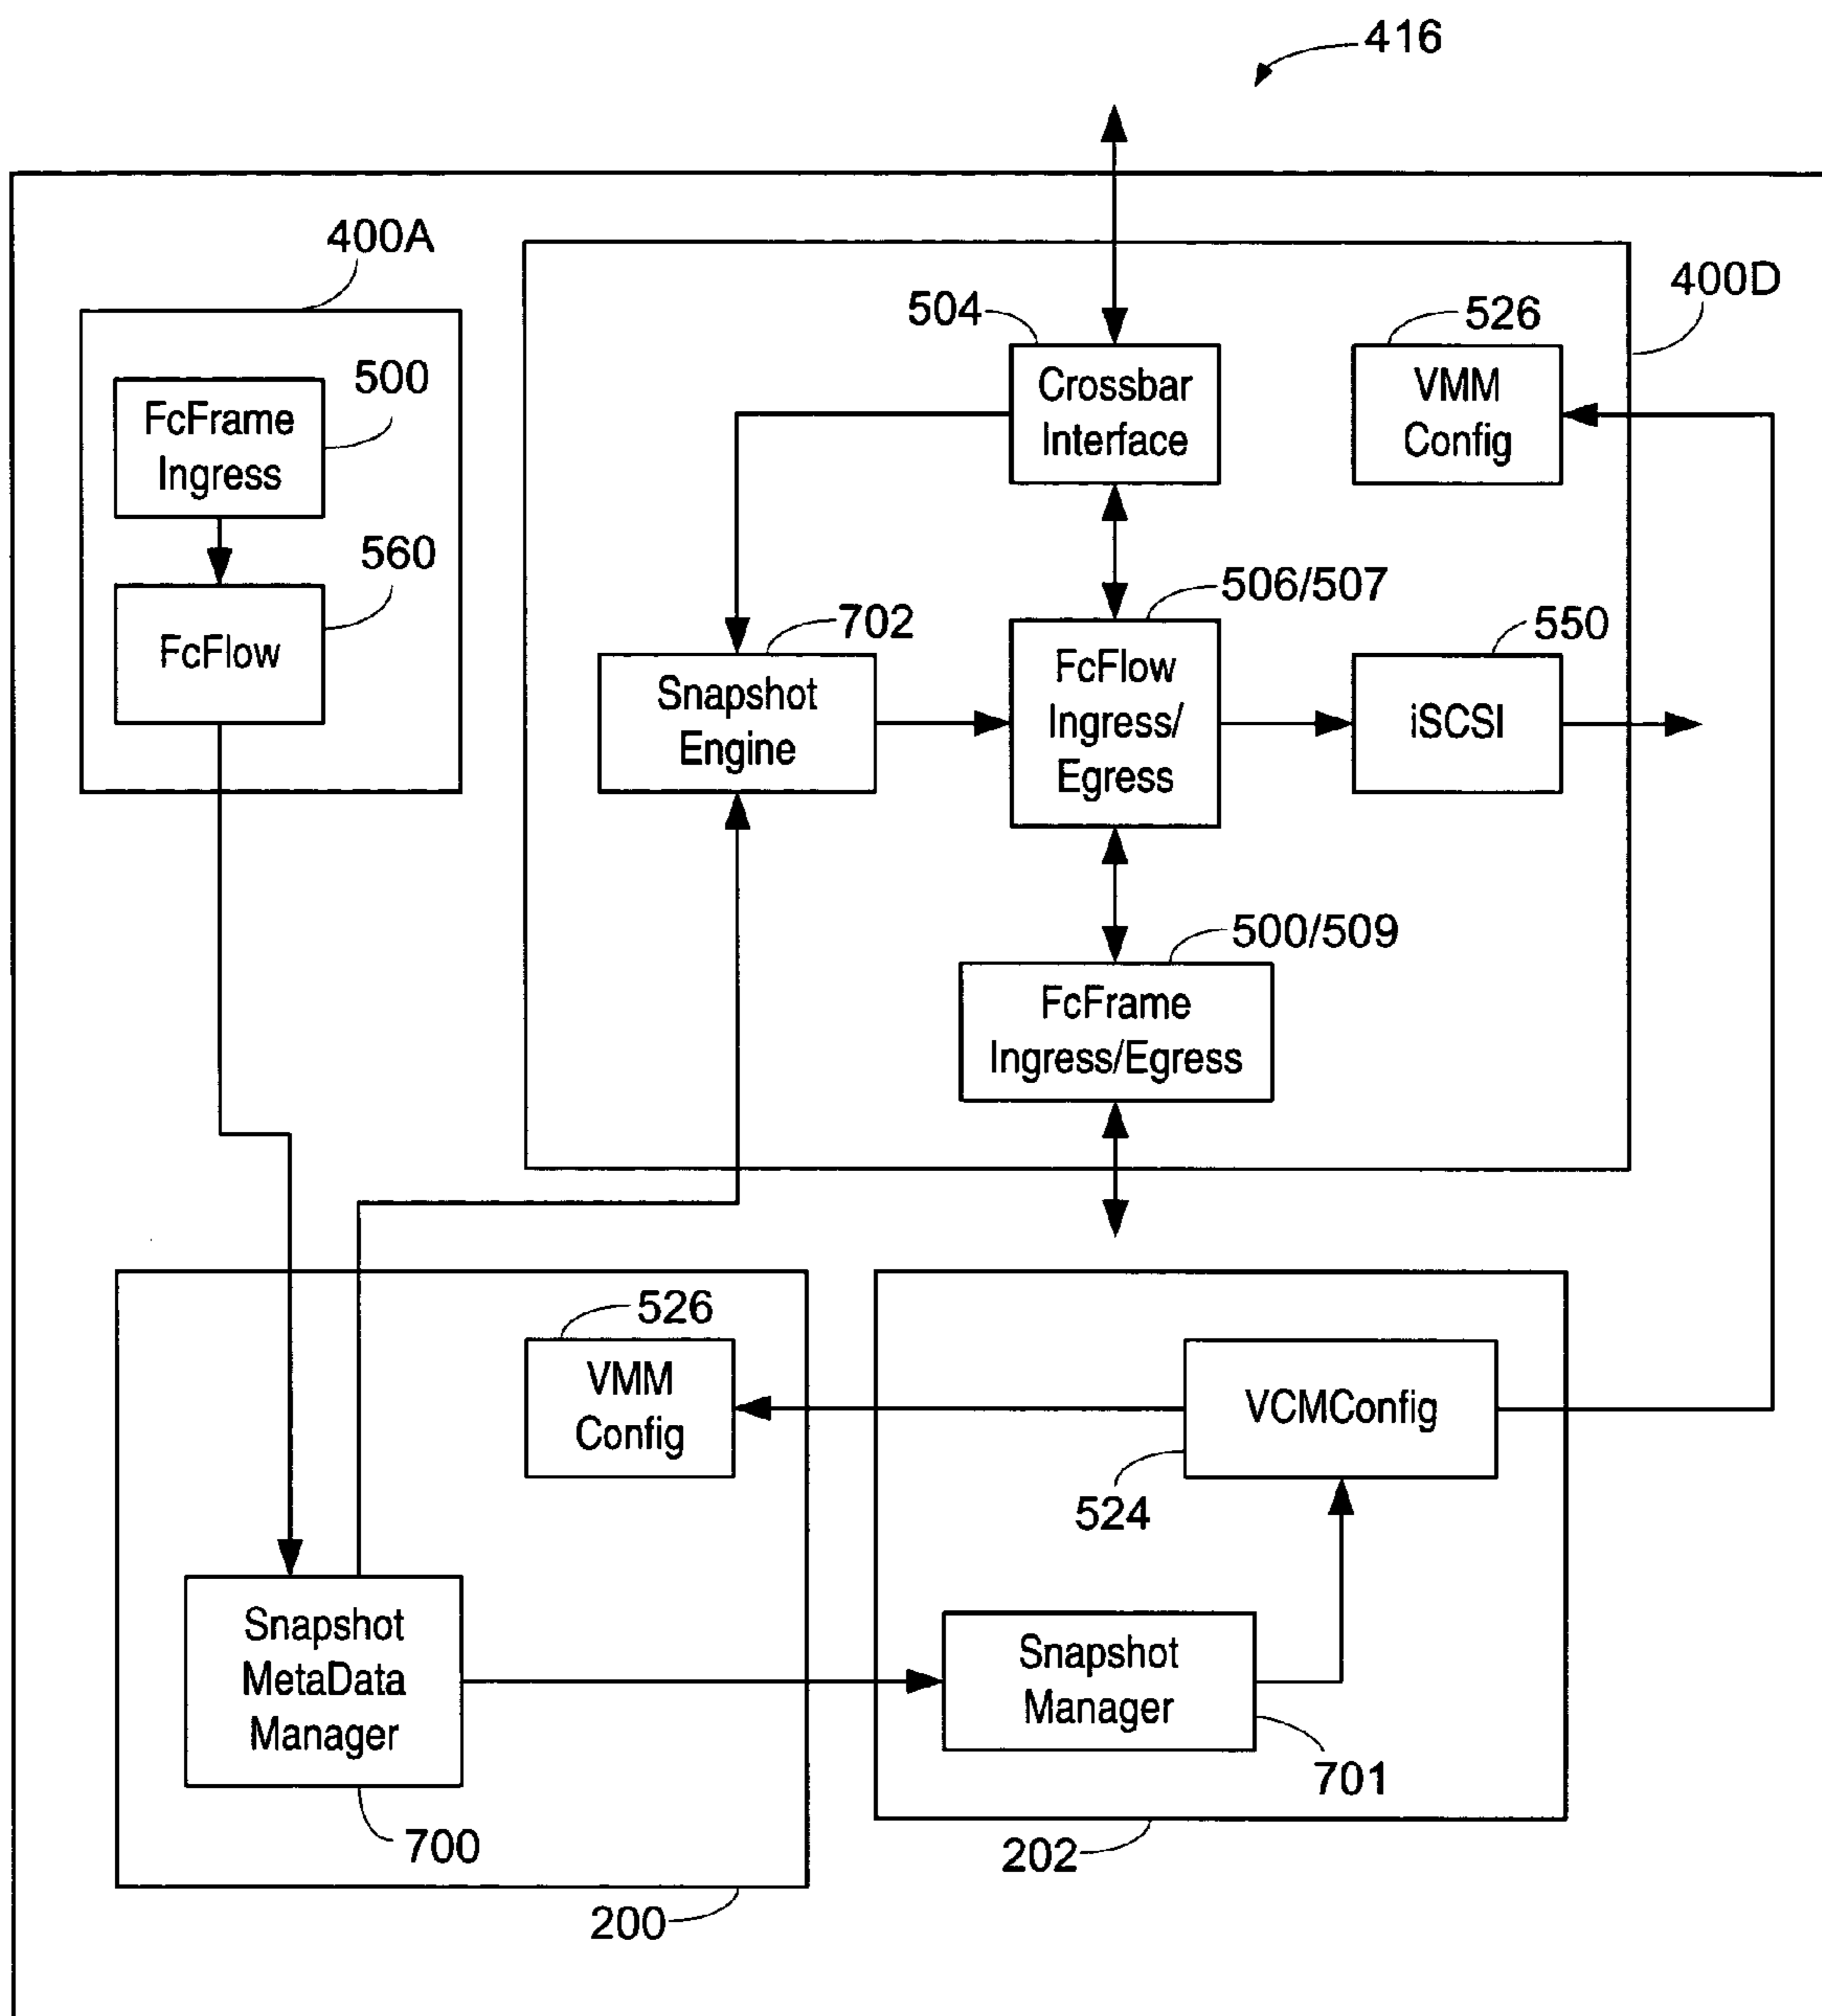 416
400A
400D
504
526
500
Crossbar
Interface
VMM
Config
FcFrame
Ingress
560
506/507
550
702
FcFlow
FcFlow
Ingress/
Egress
Snapshot
Engine
iSCSI
500/509
FcFrame
Ingress/Egress
526
VMM
Config
VCMConfig
524
Snapshot
MetaData
Manager
Snapshot
Manager
701
700
202
200